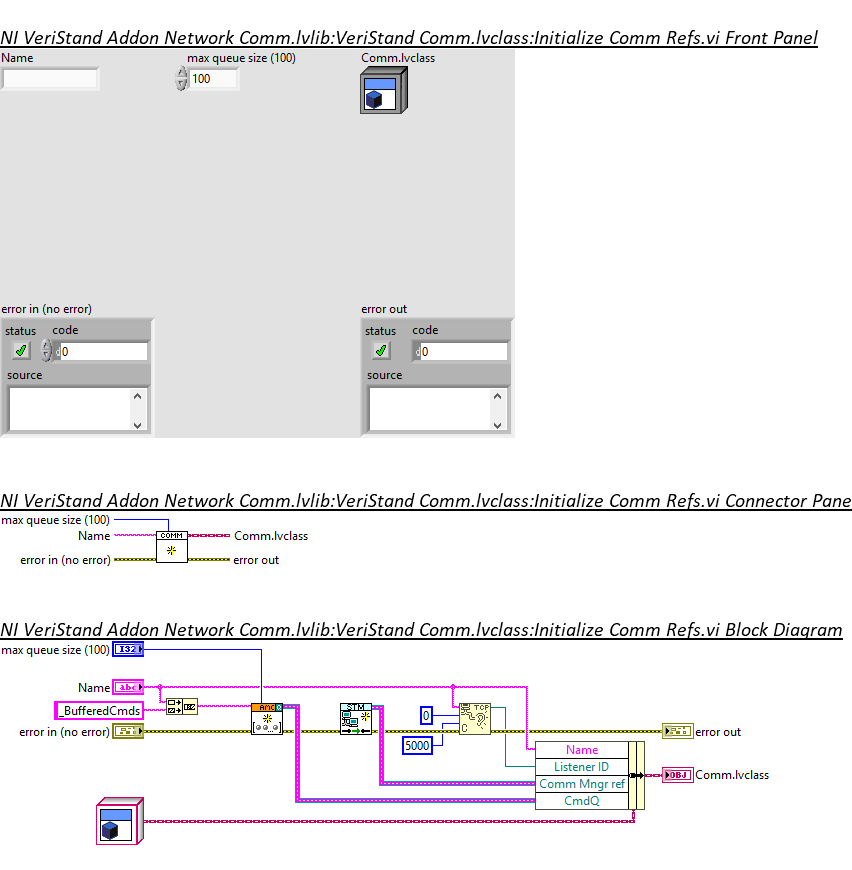 NI VeriStand Addon Network Comm.lvlib:VeriStand Comm.lvclass:Initialize Comm Refs.vi Front Panel
Name max queue size (100) Comm.lvclass
100
error in (no error) error out
status code status code
d 0 d 0
source source
NI VeriStand Addon Network Comm.lvlib:VeriStand Comm.lvclass:Initialize Comm Refs.vi Connector Pane
max queue size (100)
Name COMM Comm.lvclass
error in (no error) error out
NI VeriStand Addon Network Comm.lvlib:VeriStand Comm.lvclass:Initialize Comm Refs.vi Block Diagram
max queue size (100) I32
Name abc
_BufferedCmds AMC STM TCP
0
C
error in (no error) error out
5000
Name
Listener ID
OBJ Comm.lvclass
Comm Mngr ref
CmdQ